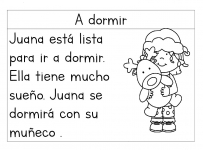 A dormir
Juana está lista
para ir a dormir.
Ella tiene mucho
sueño. Juana se
dormirá con su
muñeco .